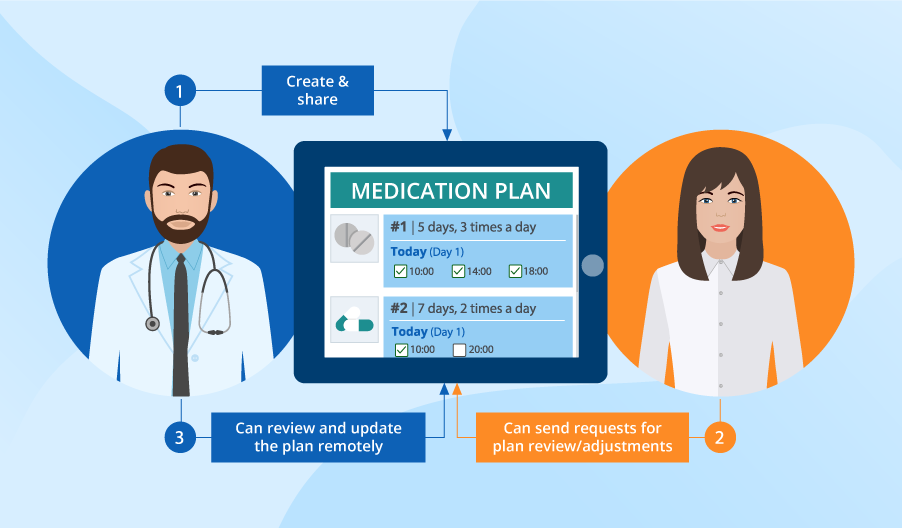 1
Create &
share
MEDICATION PLAN
#1 | 5 days, 3 times a day
Today (Day 1)
10:00 14:00 18:00
#2 | 7 days, 2 times a day
Today (Day 1)
10:00 20:00
3
Can review and update
the plan remotely
Can send requests for
plan review/adjustments
2